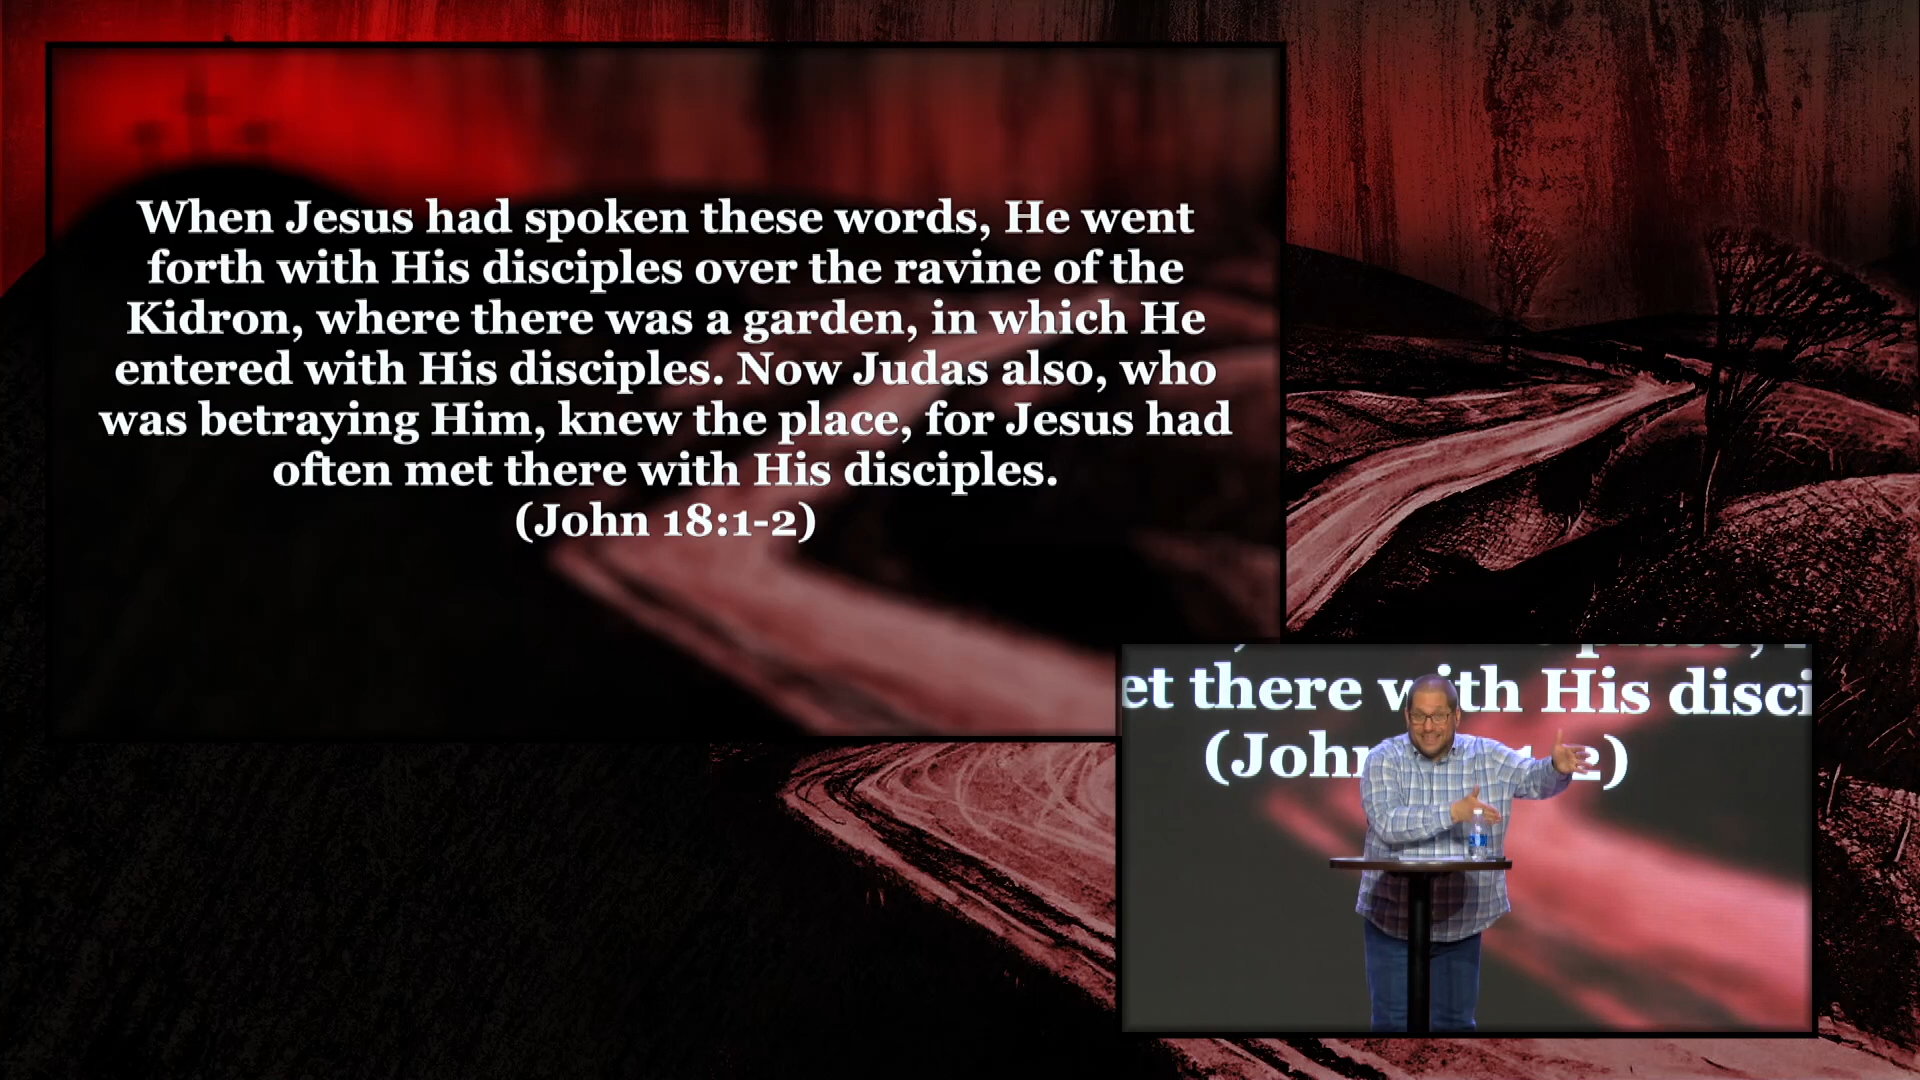 When Jesus had spoken these words, He went
forth with His disciples over the ravine of the
Kidron, where there was a garden, in which He
entered with His disciples. Now Judas also, who
was betraying Him, knew the place, for Jesus had
often met there with His disciples.
(John 18:1-2)
et there with His disci
(John 1-2)